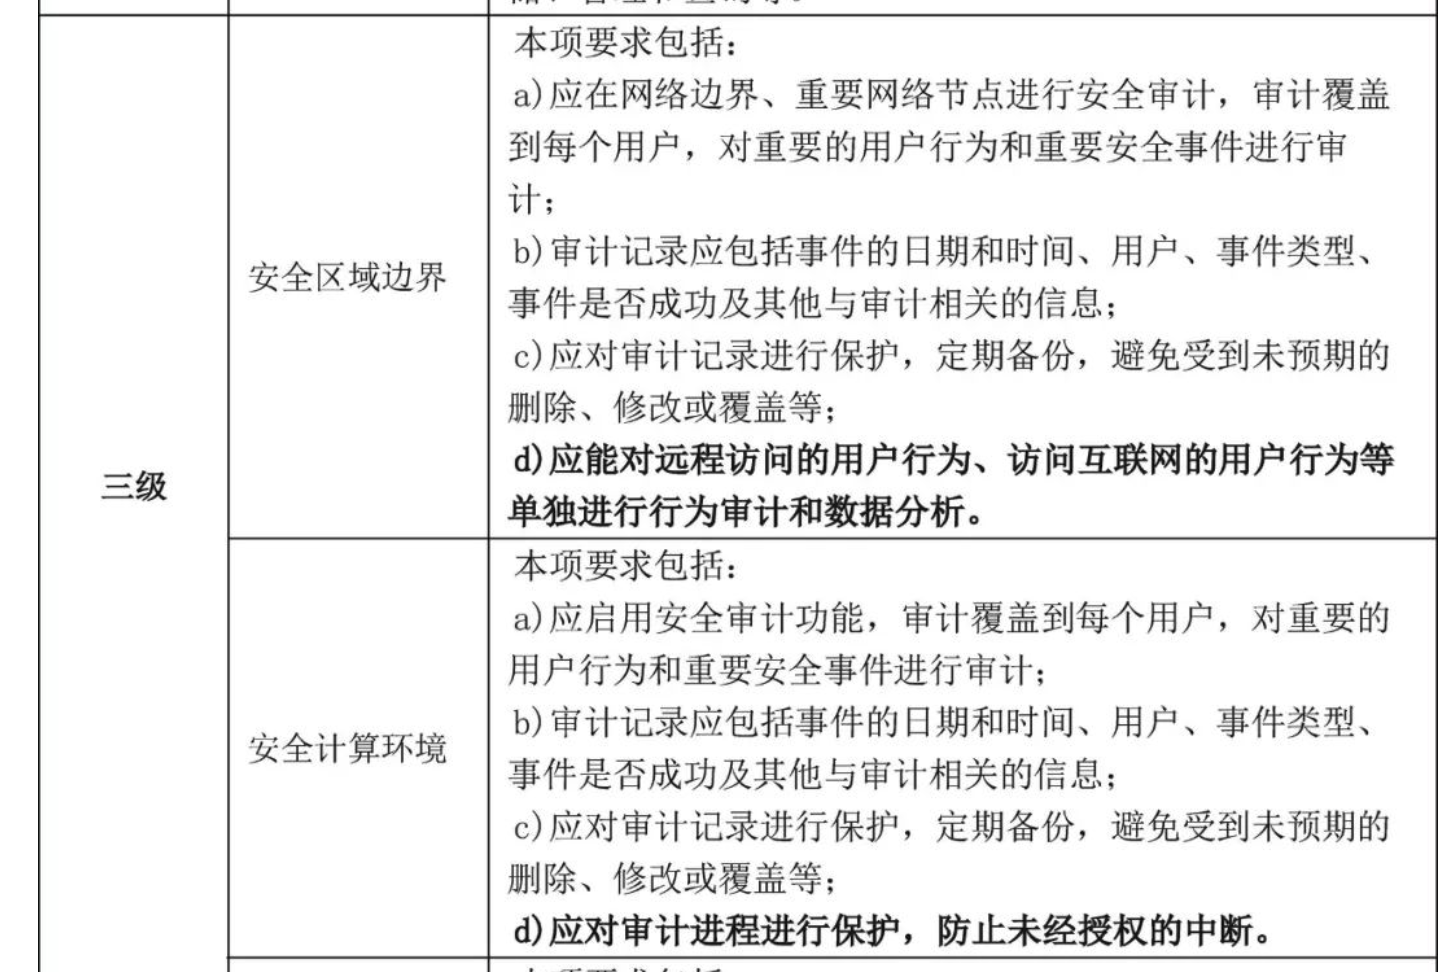 本项要求包括：
a)应在网络边界、重要网络节点进行安全审计，审计覆盖
到每个用户，对重要的用户行为和重要安全事件进行审
计；
b)审计记录应包括事件的日期和时间、用户、事件类型、
安全区域边界
事件是否成功及其他与审计相关的信息；
c)应对审计记录进行保护，定期备份，避免受到未预期的
删除、修改或覆盖等；
d)应能对远程访问的用户行为、访问互联网的用户行为等
三级
单独进行行为审计和数据分析。
本项要求包括：
a)应启用安全审计功能，审计覆盖到每个用户，对重要的
用户行为和重要安全事件进行审计；
b)审计记录应包括事件的日期和时间、用户、事件类型、
安全计算环境
事件是否成功及其他与审计相关的信息；
c)应对审计记录进行保护，定期备份，避免受到未预期的
删除、修改或覆盖等；
d)应对审计进程进行保护，防止未经授权的中断。